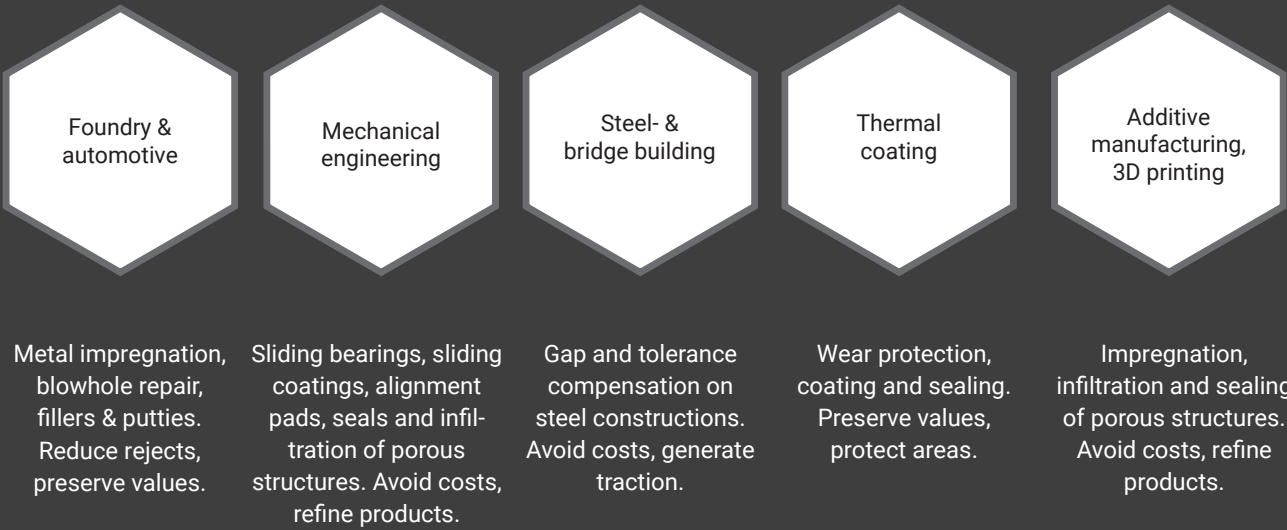 Foundry &
automotive
Mechanical
engineering
Steel- &
bridge building
Thermal
coating
Additive
manufacturing,
3D printing
Metal impregnation,
blowhole repair,
fillers & putties.
Reduce rejects,
preserve values.
Sliding bearings, sliding
coatings, alignment
pads, seals and infil-
tration of porous
structures. Avoid costs,
refine products.
Gap and tolerance
compensation on
steel constructions.
Avoid costs, generate
traction.
Wear protection,
coating and sealing.
Preserve values,
protect areas.
Impregnation,
infiltration and sealing
of porous structures.
Avoid costs, refine
products.